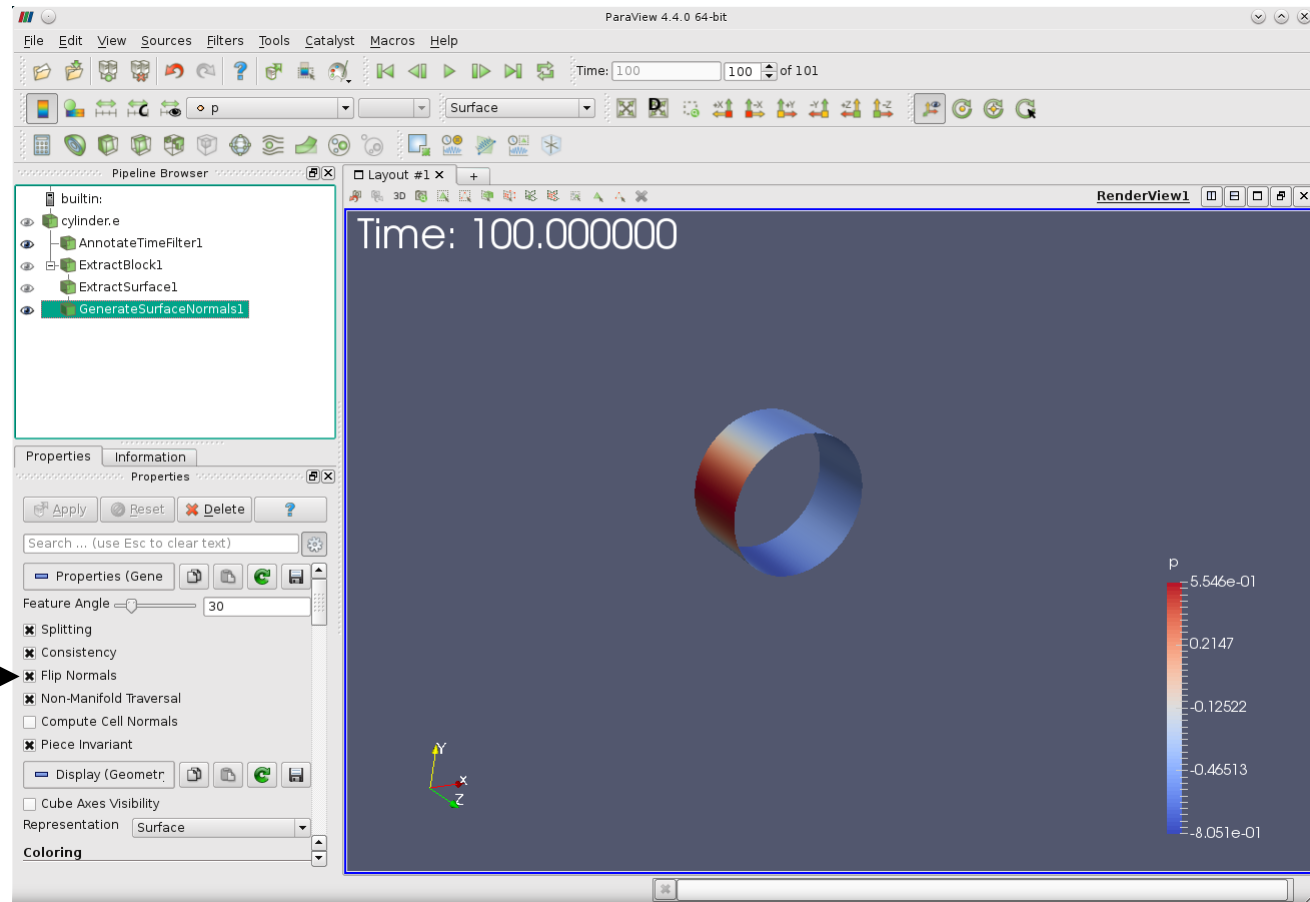 ParaView 4.4.0 64-bit
File Edit View Sources Filters Tools Catalyst Macros Help
Time: 100 100 of 101
p Surface
+X -X +Y -Y +Z -Z
Pipeline Browser
builtin:
cylinder.e
AnnotateTimeFilter1
ExtractBlock1
ExtractSurface1
GenerateSurfaceNormals1
Properties Information
Properties
Apply Reset Delete ?
Search ... (use Esc to clear text)
Properties (Gene
Feature Angle 30
Splitting
Consistency
Flip Normals
Non-Manifold Traversal
Compute Cell Normals
Piece Invariant
Display (Geometr
Cube Axes Visibility
Representation Surface
Coloring
Layout #1 +
3D RenderView1
Time: 100.000000
p
5.546e-01
0.2147
-0.12522
-0.46513
-8.051e-01
Y
X
Z